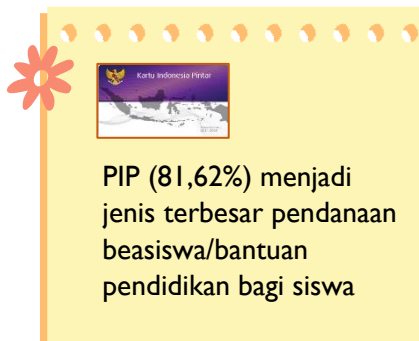 Kartu Indonesia Pintar
PIP (81,62%) menjadi
jenis terbesar pendanaan
beasiswa/bantuan
pendidikan bagi siswa